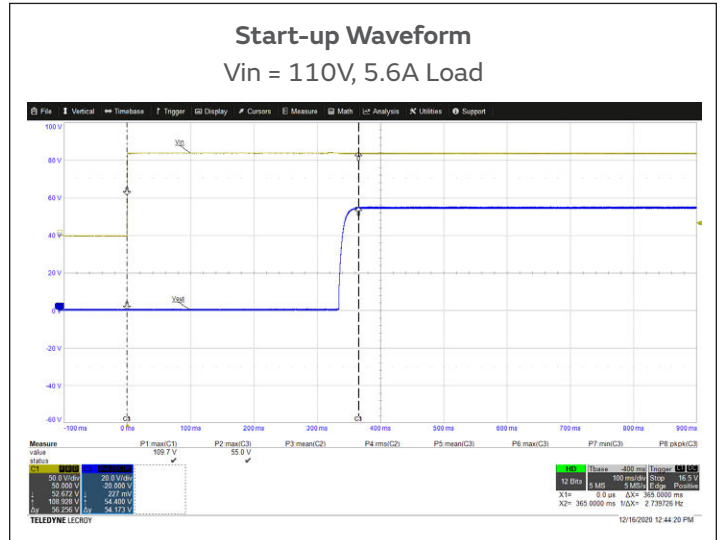 Start-up Waveform
Vin = 110V, 5.6A Load
File Vertical Timebase Trigger Display Cursors Measure Math Analysis Utilities Support
100 V
Vin
80 V
60 V
40 V
20 V
Vout
0 V
-20 V
-40 V
-60 V
C3 C3
-100 ms 0 ms 100 ms 200 ms 300 ms 400 ms 500 ms 600 ms 700 ms 800 ms 900 ms
Measure P1:max(C1) P2:max(C3) P3:mean(C2) P4:rms(C2) P5:mean(C3) P6:max(C3) P7:min(C3) P8:pkpk(C3)
value 109.7 V 55.0 V
status
C1
50.0 V/div 20.0 V/div
50.000 V -20.000 V
52.672 V 227 mV
108.928 V 54.400 V
Δy 56.256 V Δy 54.173 V
HD Tbase -400 ms Trigger C1 DC
12 Bits 100 ms/div Stop 16.5 V
5 MS 5 MS/s Edge Positive
X1= 0.0 µs ΔX= 365.0000 ms
X2= 365.0000 ms 1/ΔX= 2.739726 Hz
TELEDYNE LECROY 12/16/2020 12:44:20 PM